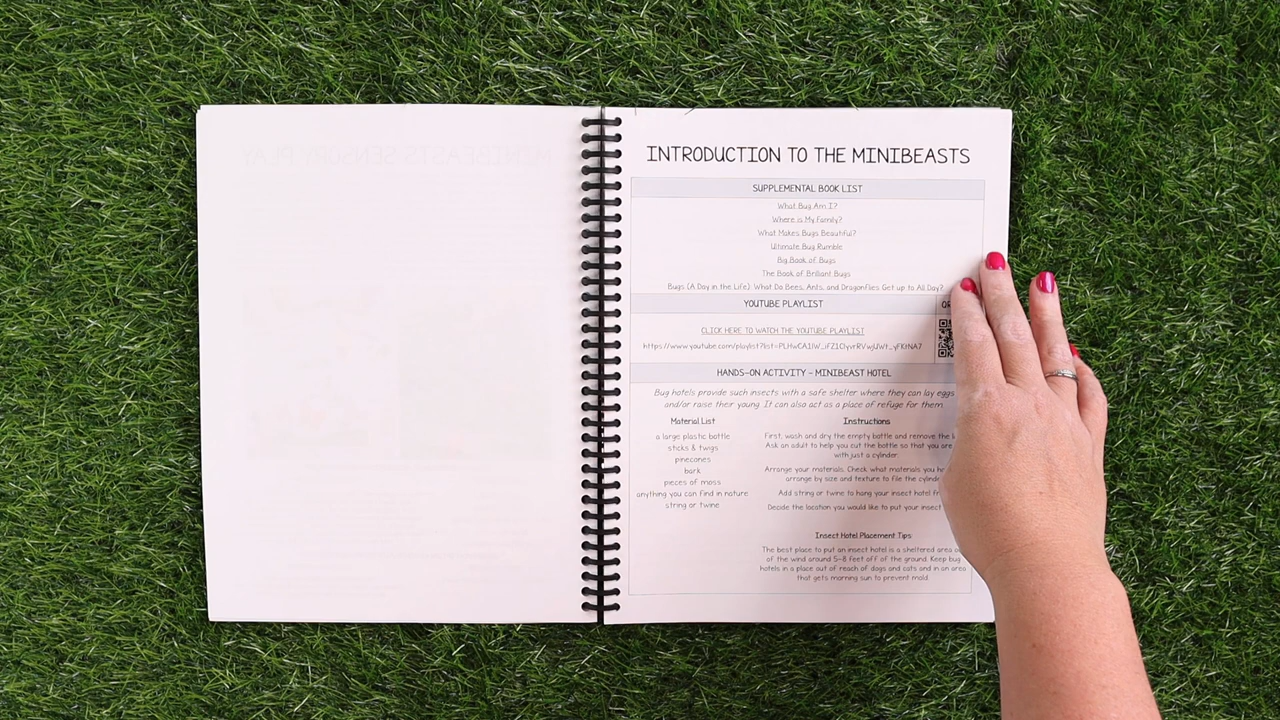 INTRODUCTION TO THE MINIBEASTS
SUPPLEMENTAL BOOK LIST
What Bug Am I?
Where is My Family?
What Makes Bugs Beautiful?
Ultimate Bug Rumble
Big Book of Bugs
The Book of Brilliant Bugs
Bugs (A Day in the Life): What Do Bees, Ants, and Dragonflies Get up to All Day?
YOUTUBE PLAYLIST
CLICK HERE TO WATCH THE YOUTUBE PLAYLIST
HANDS-ON ACTIVITY - MINIBEAST HOTEL
Bug hotels provide such insects with a safe shelter where they can lay eggs
and/or raise their young. It can also act as a place of refuge for them.
Material List
a large plastic bottle
sticks & twigs
pinecones
bark
pieces of moss
anything you can find in nature
string or twine
Instructions
First, wash and dry the empty bottle and remove the
Ask an adult to help you cut the bottle so that you are
with just a cylinder.
Arrange your materials. Check what materials you
arrange by size and texture to file the
Add string or twine to hang your insect hotel
Decide the location you would like to put your insect
Insect Hotel Placement Tips:
The best place to put an insect hotel is a sheltered area
of the wind around 5-8 feet off of the ground. Keep bug
hotels in a place out of reach of dogs and cats and in an area
that gets morning sun to prevent mold.